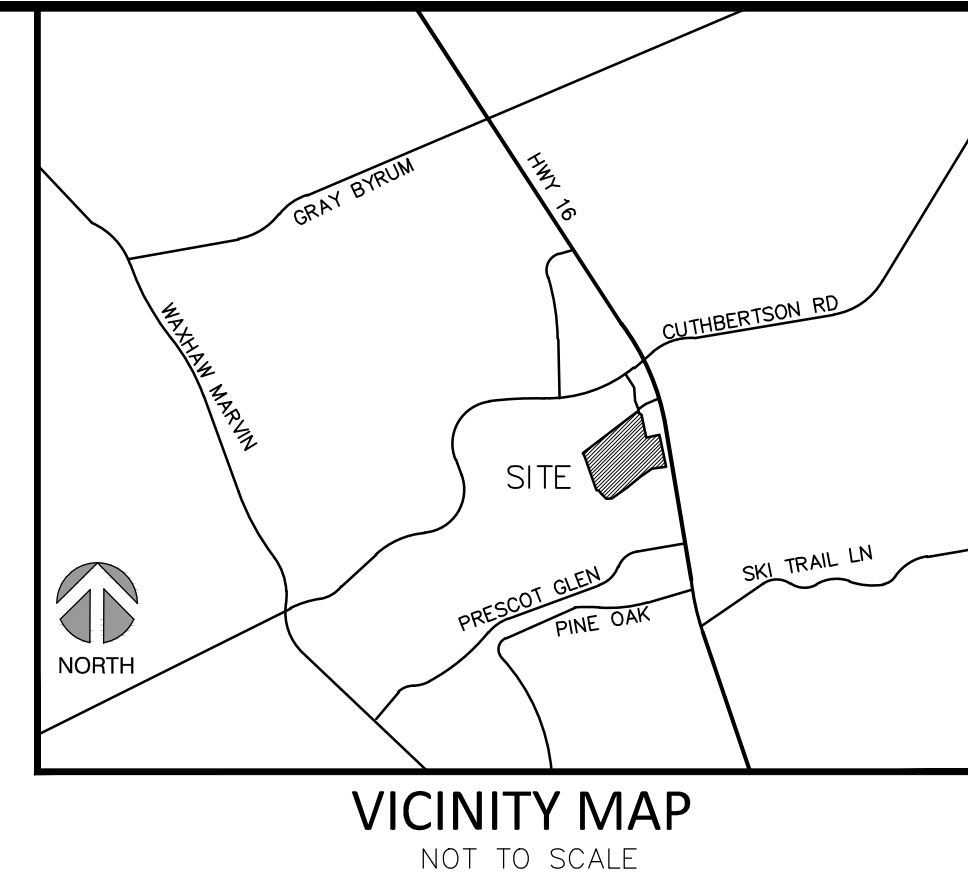 GRAY BYRUM
HWY 16
WAXHAW MARVIN
CUTHBERTSON RD
SITE
PRESCOT GLEN
PINE OAK
SKI TRAIL LN
NORTH
VICINITY MAP
NOT TO SCALE